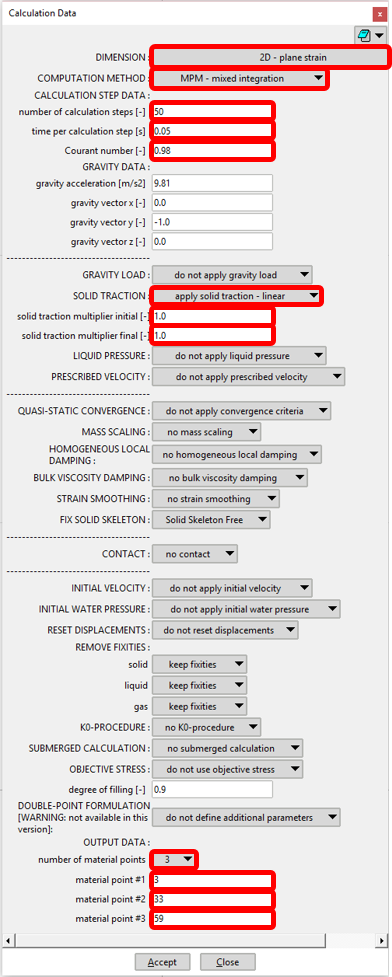 Calculation Data
x
DIMENSION: 2D - plane strain
COMPUTATION METHOD : MPM - mixed integration
CALCULATION STEP DATA :
number of calculation steps [-] 50
time per calculation step [s] 0.05
Courant number [-] 0.98
GRAVITY DATA :
gravity acceleration [m/s2] 9.81
gravity vector x [-] 0.0
gravity vector y [-] -1.0
gravity vector z [-] 0.0
--------------------------------
GRAVITY LOAD : do not apply gravity load
SOLID TRACTION : apply solid traction - linear
solid traction multiplier initial [-] 1.0
solid traction multiplier final [-] 1.0
LIQUID PRESSURE : do not apply liquid pressure
PRESCRIBED VELOCITY : do not apply prescribed velocity
--------------------------------
QUASI-STATIC CONVERGENCE : do not apply convergence criteria
MASS SCALING : no mass scaling
HOMOGENEOUS LOCAL
DAMPING : no homogeneous local damping
BULK VISCOSITY DAMPING : no bulk viscosity damping
STRAIN SMOOTHING : no strain smoothing
FIX SOLID SKELETON : Solid Skeleton Free
--------------------------------
CONTACT : no contact
--------------------------------
INITIAL VELOCITY : do not apply initial velocity
INITIAL WATER PRESSURE : do not apply initial water pressure
RESET DISPLACEMENTS : do not reset displacements
REMOVE FIXITIES :
solid keep fixities
liquid keep fixities
gas keep fixities
K0-PROCEDURE : no K0-procedure
SUBMERGED CALCULATION : no submerged calculation
OBJECTIVE STRESS : do not use objective stress
degree of filling [-] 0.9
DOUBLE-POINT FORMULATION
[WARNING: not available in this do not define additional parameters
version]:
OUTPUT DATA :
number of material points 3
material point #1 3
material point #2 33
material point #3 59
Accept Close